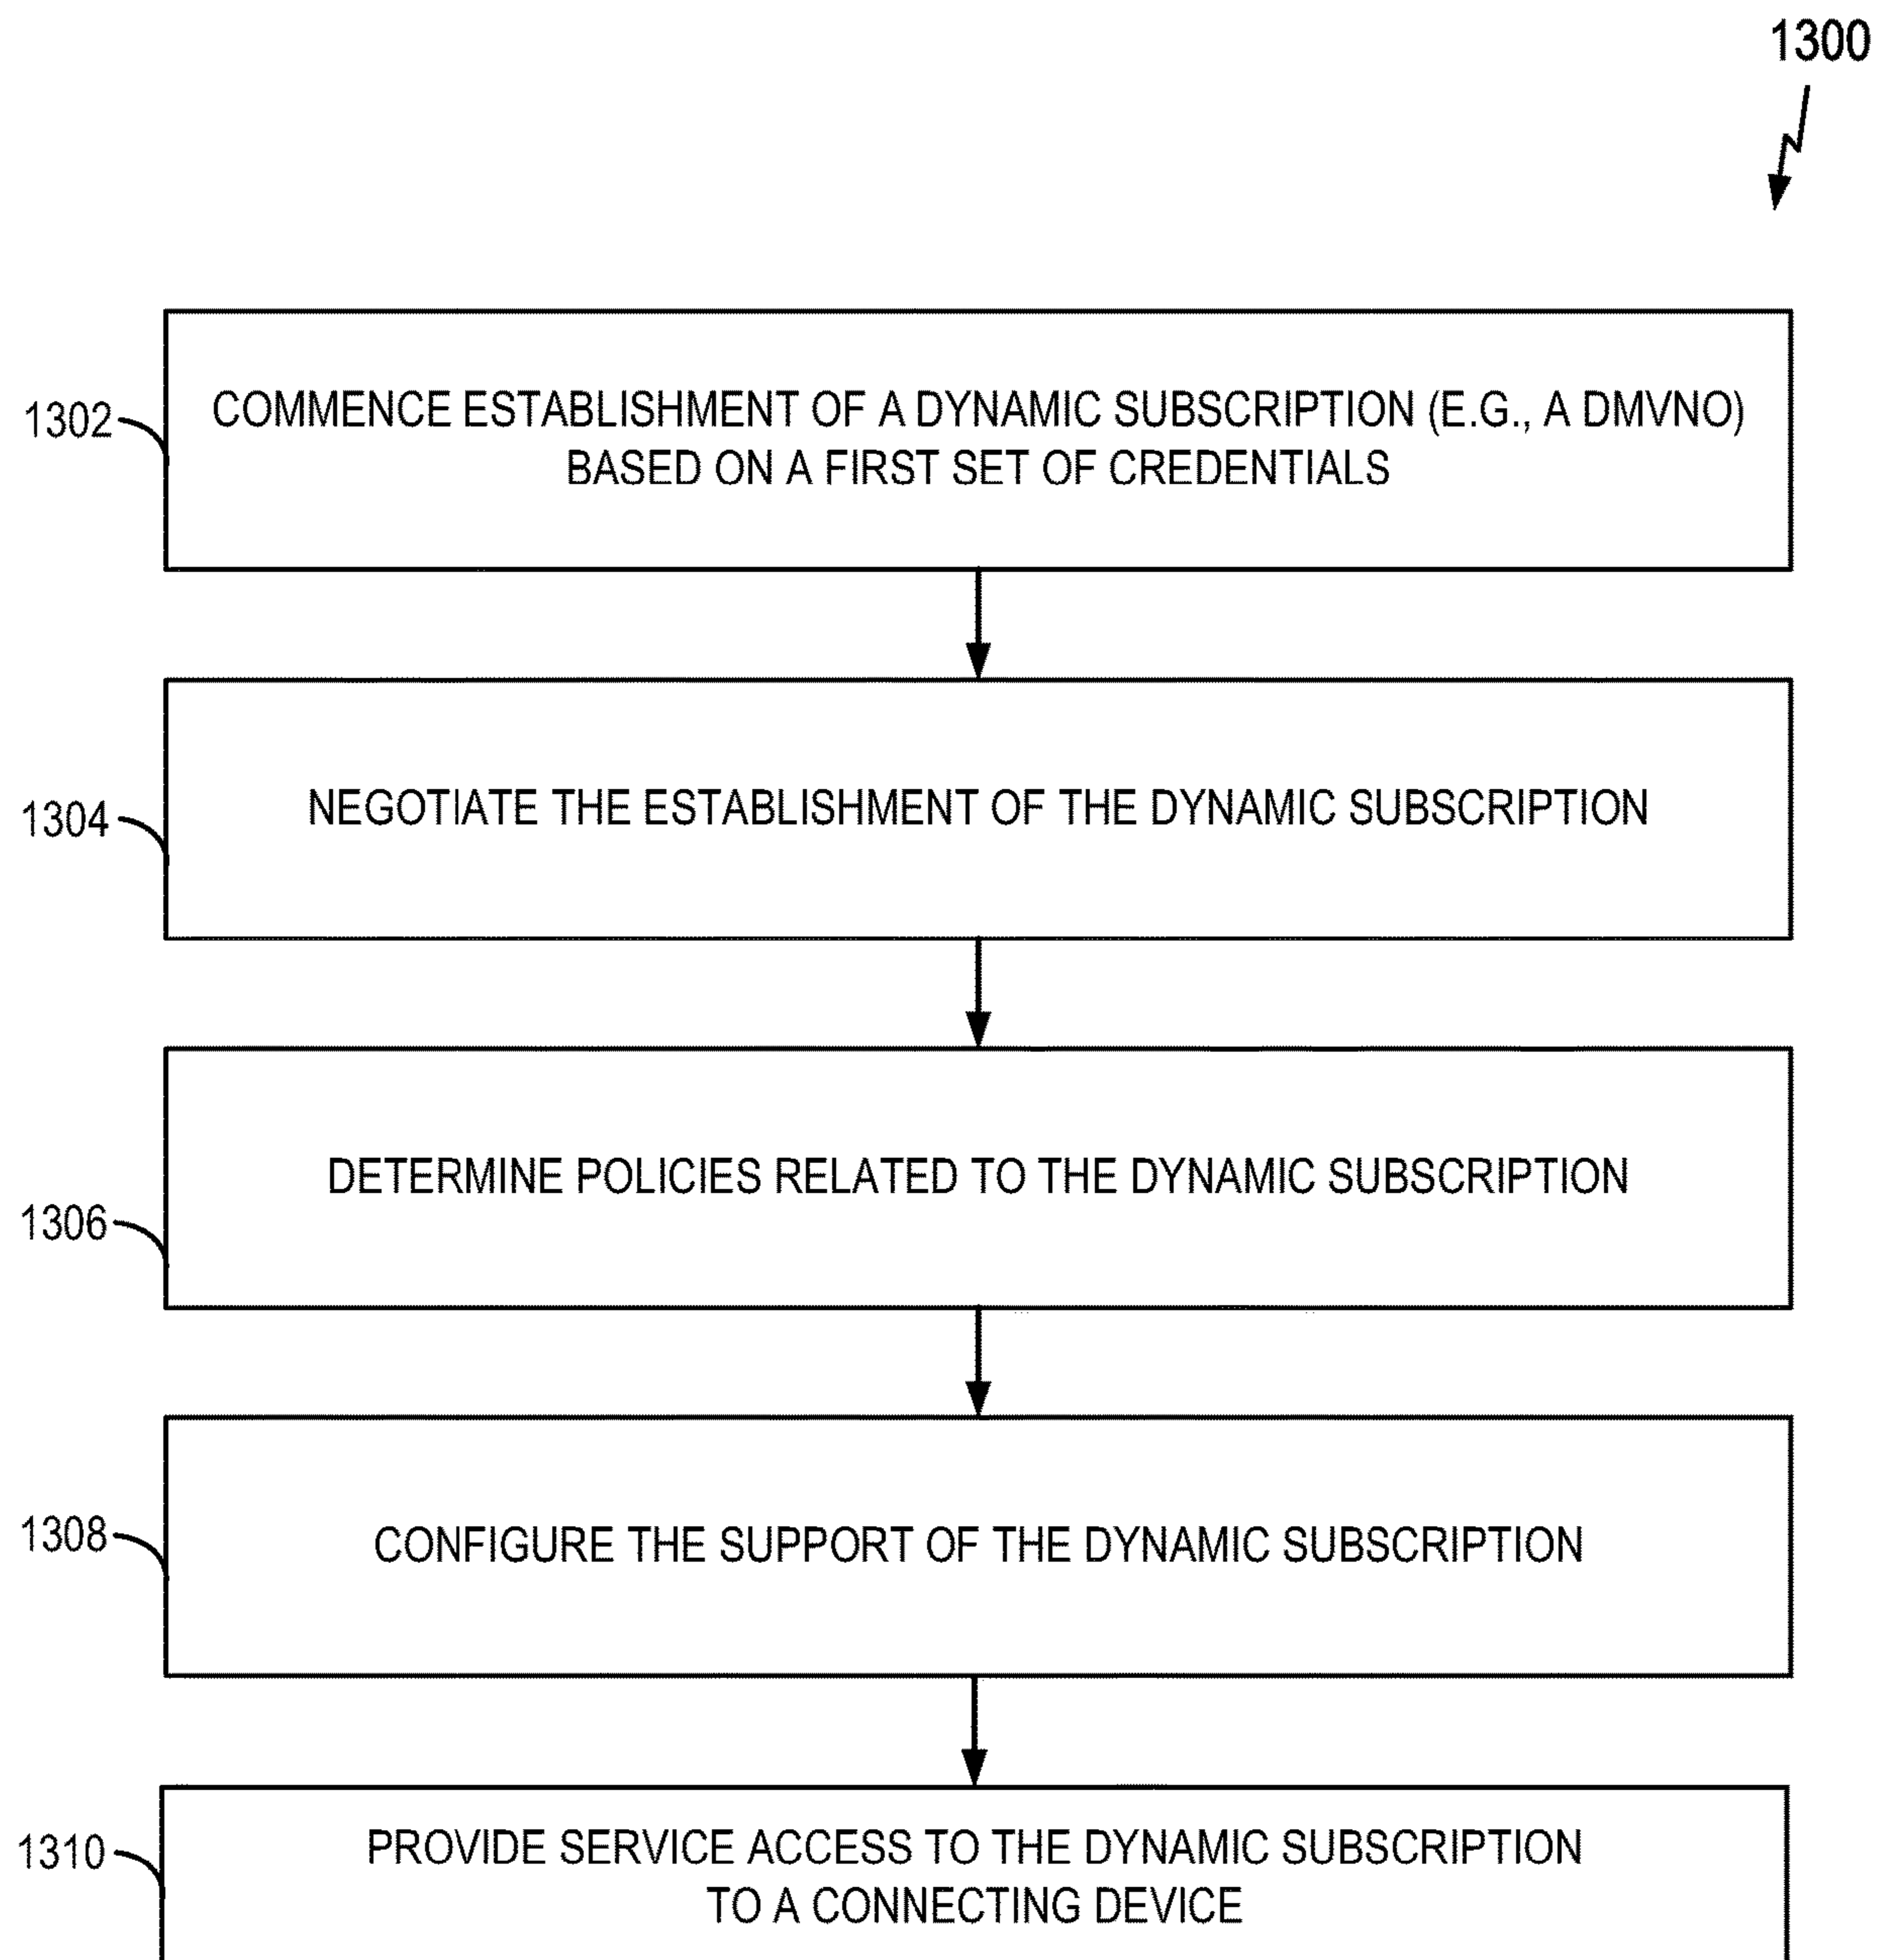 1300
1302
COMMENCE ESTABLISHMENT OF A DYNAMIC SUBSCRIPTION (E.G., A DMVNO)
BASED ON A FIRST SET OF CREDENTIALS
1304
NEGOTIATE THE ESTABLISHMENT OF THE DYNAMIC SUBSCRIPTION
1306
DETERMINE POLICIES RELATED TO THE DYNAMIC SUBSCRIPTION
1308
CONFIGURE THE SUPPORT OF THE DYNAMIC SUBSCRIPTION
1310
PROVIDE SERVICE ACCESS TO THE DYNAMIC SUBSCRIPTION
TO A CONNECTING DEVICE